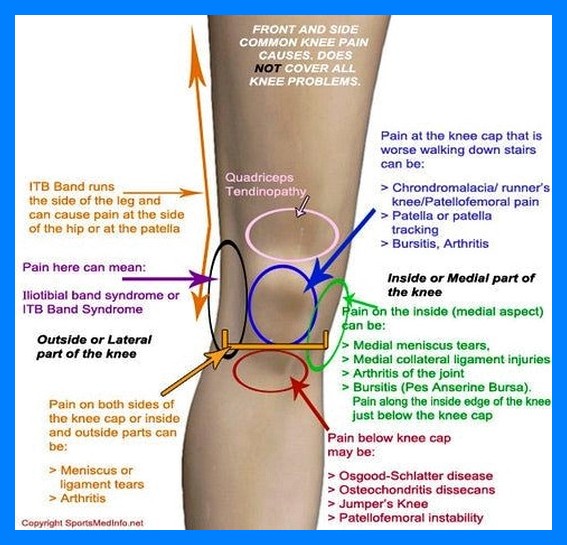 FRONT AND SIDE
COMMON KNEE PAIN
CAUSES. DOES
NOT COVER ALL
KNEE PROBLEMS.
Pain at the knee cap that is
worse walking down stairs
can be:
> Chrondromalacia/ runner's
knee/Patellofemoral pain
> Patella or patella
tracking
> Bursitis, Arthritis
Quadriceps
Tendinopathy
ITB Band runs
the side of the leg and
can cause pain at the side
of the hip or at the patella
Pain here can mean:
Iliotibial band syndrome or
ITB Band Syndrome
Outside or Lateral
part of the knee
Inside or Medial part of
the knee
Pain on the inside (medial aspect)
can be:
> Medial meniscus tears,
> Medial collateral ligament injuries
> Arthritis of the joint
> Bursitis (Pes Anserine Bursa).
Pain along the inside edge of the knee
just below the knee cap
Pain on both sides of
the knee cap or inside
and outside parts can
be:
> Meniscus or
ligament tears
> Arthritis
Pain below knee cap
may be:
> Osgood-Schlatter disease
> Osteochondritis dissecans
> Jumper's Knee
> Patellofemoral instability
Copyright SportsMedInfo.net